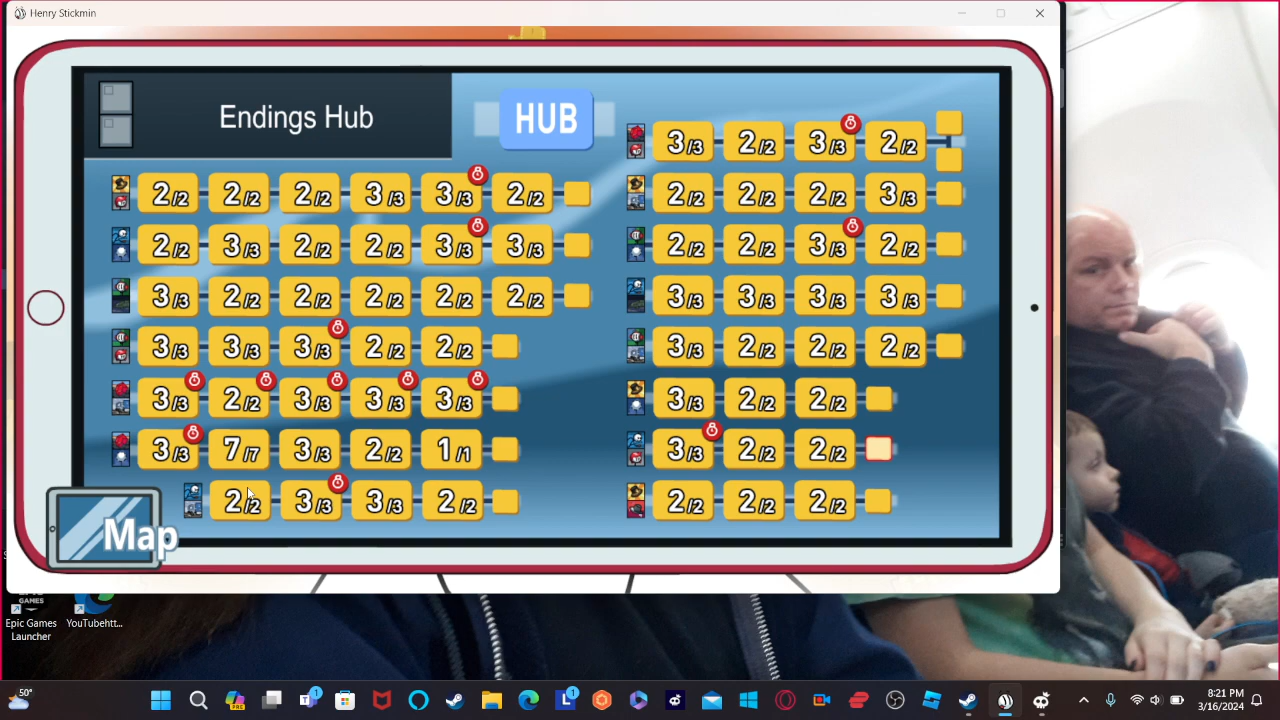 Henry Stickmin
Endings Hub
HUB
3/3 2/2 3/3 2/2
2/2 2/2 2/2 3/3 3/3 2/2
2/2 2/2 2/2 3/3
2/2 3/3 2/2 2/2 3/3 3/3
2/2 2/2 3/3 2/2
3/3 2/2 2/2 2/2 2/2 2/2
3/3 3/3 3/3 3/3
3/3 3/3 3/3 2/2 2/2
3/3 2/2 2/2 2/2
3/3 2/2 3/3 3/3 3/3
3/3 2/2 2/2
3/3 7/7 3/3 2/2 1/1
3/3 2/2 2/2
2/2 3/3 3/3 2/2
2/2 2/2 2/2
Map
GAMES
Epic Games
Launcher
YouTubehtt...
50°
PRE
1
L
1
8:21 PM
3/16/2024